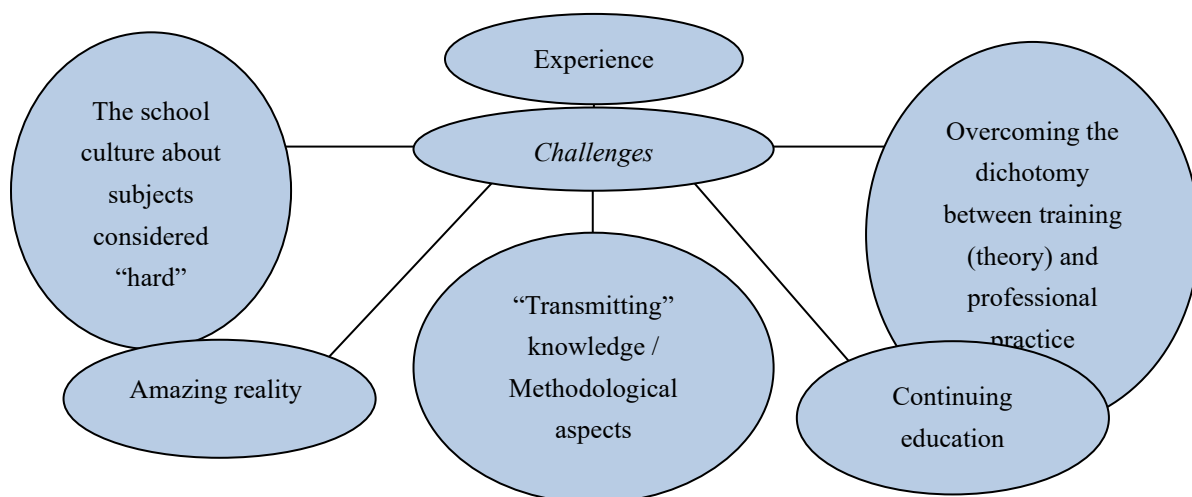 Experience
Challenges
The school
culture about
subjects
considered
“hard”
Overcoming the
dichotomy
between training
(theory) and
professional
practice
“Transmitting”
knowledge /
Methodological
aspects
Amazing reality
Continuing
education